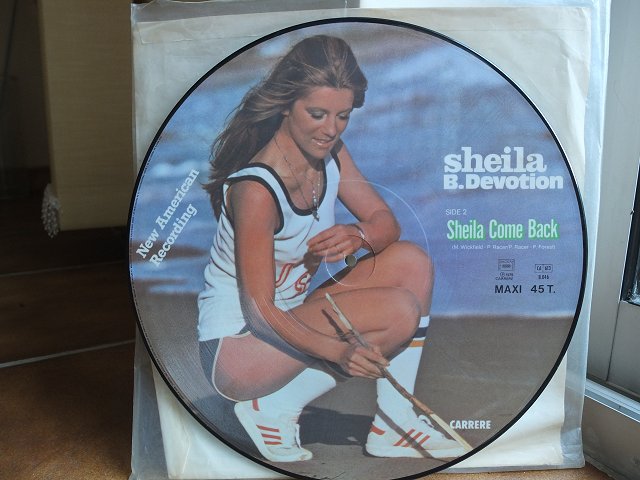 New American
Recording
sheila
B. Devotion
SIDE 2
Sheila Come Back
MAXI 45 T.
CARRERE